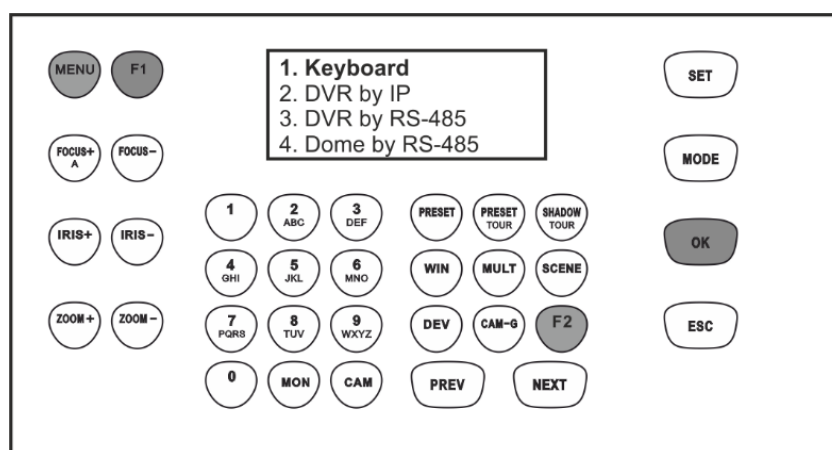 MENU
F1
1. Keyboard
2. DVR by IP
3. DVR by RS-485
4. Dome by RS-485
SET
FOCUS+
A
FOCUS-
MODE
1
2
ABC
3
DEF
PRESET
PRESET
TOUR
SHADOW
TOUR
IRIS+
IRIS-
OK
4
GHI
5
JKL
6
MNO
WIN
MULT
SCENE
ZOOM+
ZOOM-
7
PQRS
8
TUV
9
WXYZ
DEV
CAM-G
F2
ESC
0
MON
CAM
PREV
NEXT